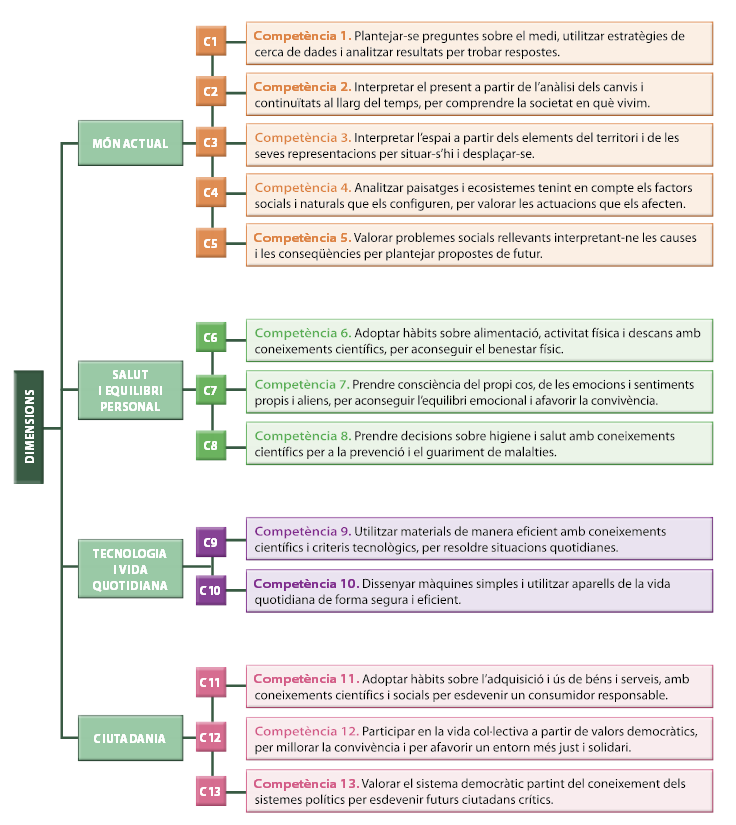 DIMENSIONS
MÓN ACTUAL
C1
Competència 1. Plantejar-se preguntes sobre el medi, utilitzar estratègies de
cerca de dades i analitzar resultats per trobar respostes.
C2
Competència 2. Interpretar el present a partir de l’anàlisi dels canvis i
continuïtats al llarg del temps, per comprendre la societat en què vivim.
C3
Competència 3. Interpretar l’espai a partir dels elements del territori i de les
seves representacions per situar-s’hi i desplaçar-se.
C4
Competència 4. Analitzar paisatges i ecosistemes tenint en compte els factors
socials i naturals que els configuren, per valorar les actuacions que els afecten.
C5
Competència 5. Valorar problemes socials rellevants interpretant-ne les causes
i les conseqüències per plantejar propostes de futur.
SALUT
I EQUILIBRI
PERSONAL
C6
Competència 6. Adoptar hàbits sobre alimentació, activitat física i descans amb
coneixements científics, per aconseguir el benestar físic.
C7
Competència 7. Prendre consciència del propi cos, de les emocions i sentiments
propis i aliens, per aconseguir l’equilibri emocional i afavorir la convivència.
C8
Competència 8. Prendre decisions sobre higiene i salut amb coneixements
científics per a la prevenció i el guariment de malalties.
TECNOLOGIA
I VIDA
QUOTIDIANA
C9
Competència 9. Utilitzar materials de manera eficient amb coneixements
científics i criteris tecnològics, per resoldre situacions quotidianes.
C10
Competència 10. Dissenyar màquines simples i utilitzar aparells de la vida
quotidiana de forma segura i eficient.
CIUTADANIA
C11
Competència 11. Adoptar hàbits sobre l’adquisició i ús de béns i serveis, amb
coneixements científics i socials per esdevenir un consumidor responsable.
C12
Competència 12. Participar en la vida col·lectiva a partir de valors democràtics,
per millorar la convivència i per afavorir un entorn més just i solidari.
C13
Competència 13. Valorar el sistema democràtic partint del coneixement dels
sistemes polítics per esdevenir futurs ciutadans crítics.